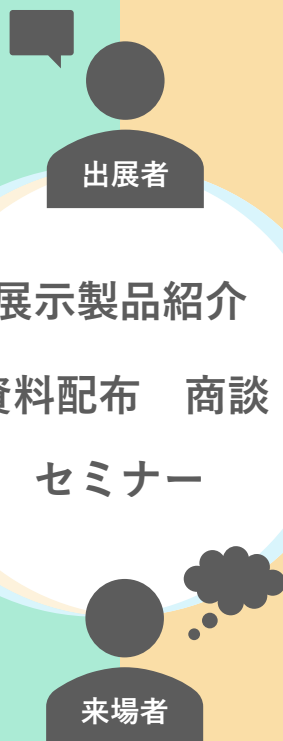 出展者
展示製品紹介
資料配布　商談
セミナー
来場者